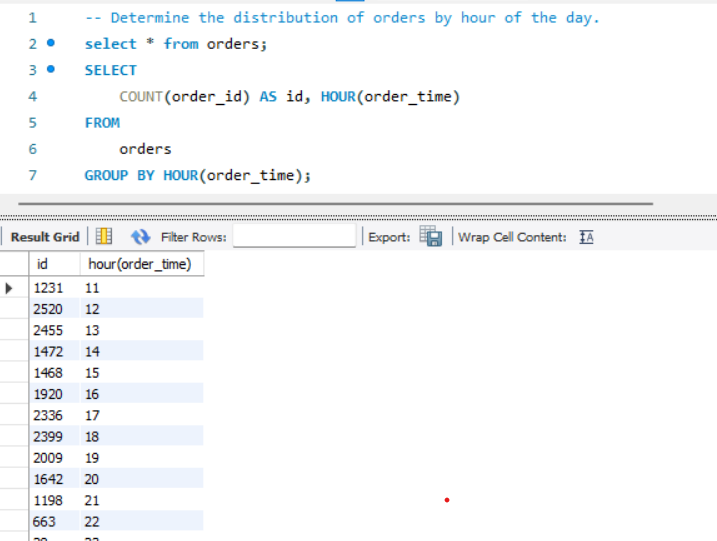 1 -- Determine the distribution of orders by hour of the day.
2 select * from orders;
3 SELECT
4 COUNT(order_id) AS id, HOUR(order_time)
5 FROM
6 orders
7 GROUP BY HOUR(order_time);
Result Grid Filter Rows: Export: Wrap Cell Content: IA
id hour(order_time)
1231 11
2520 12
2455 13
1472 14
1468 15
1920 16
2336 17
2399 18
2009 19
1642 20
1198 21
663 22